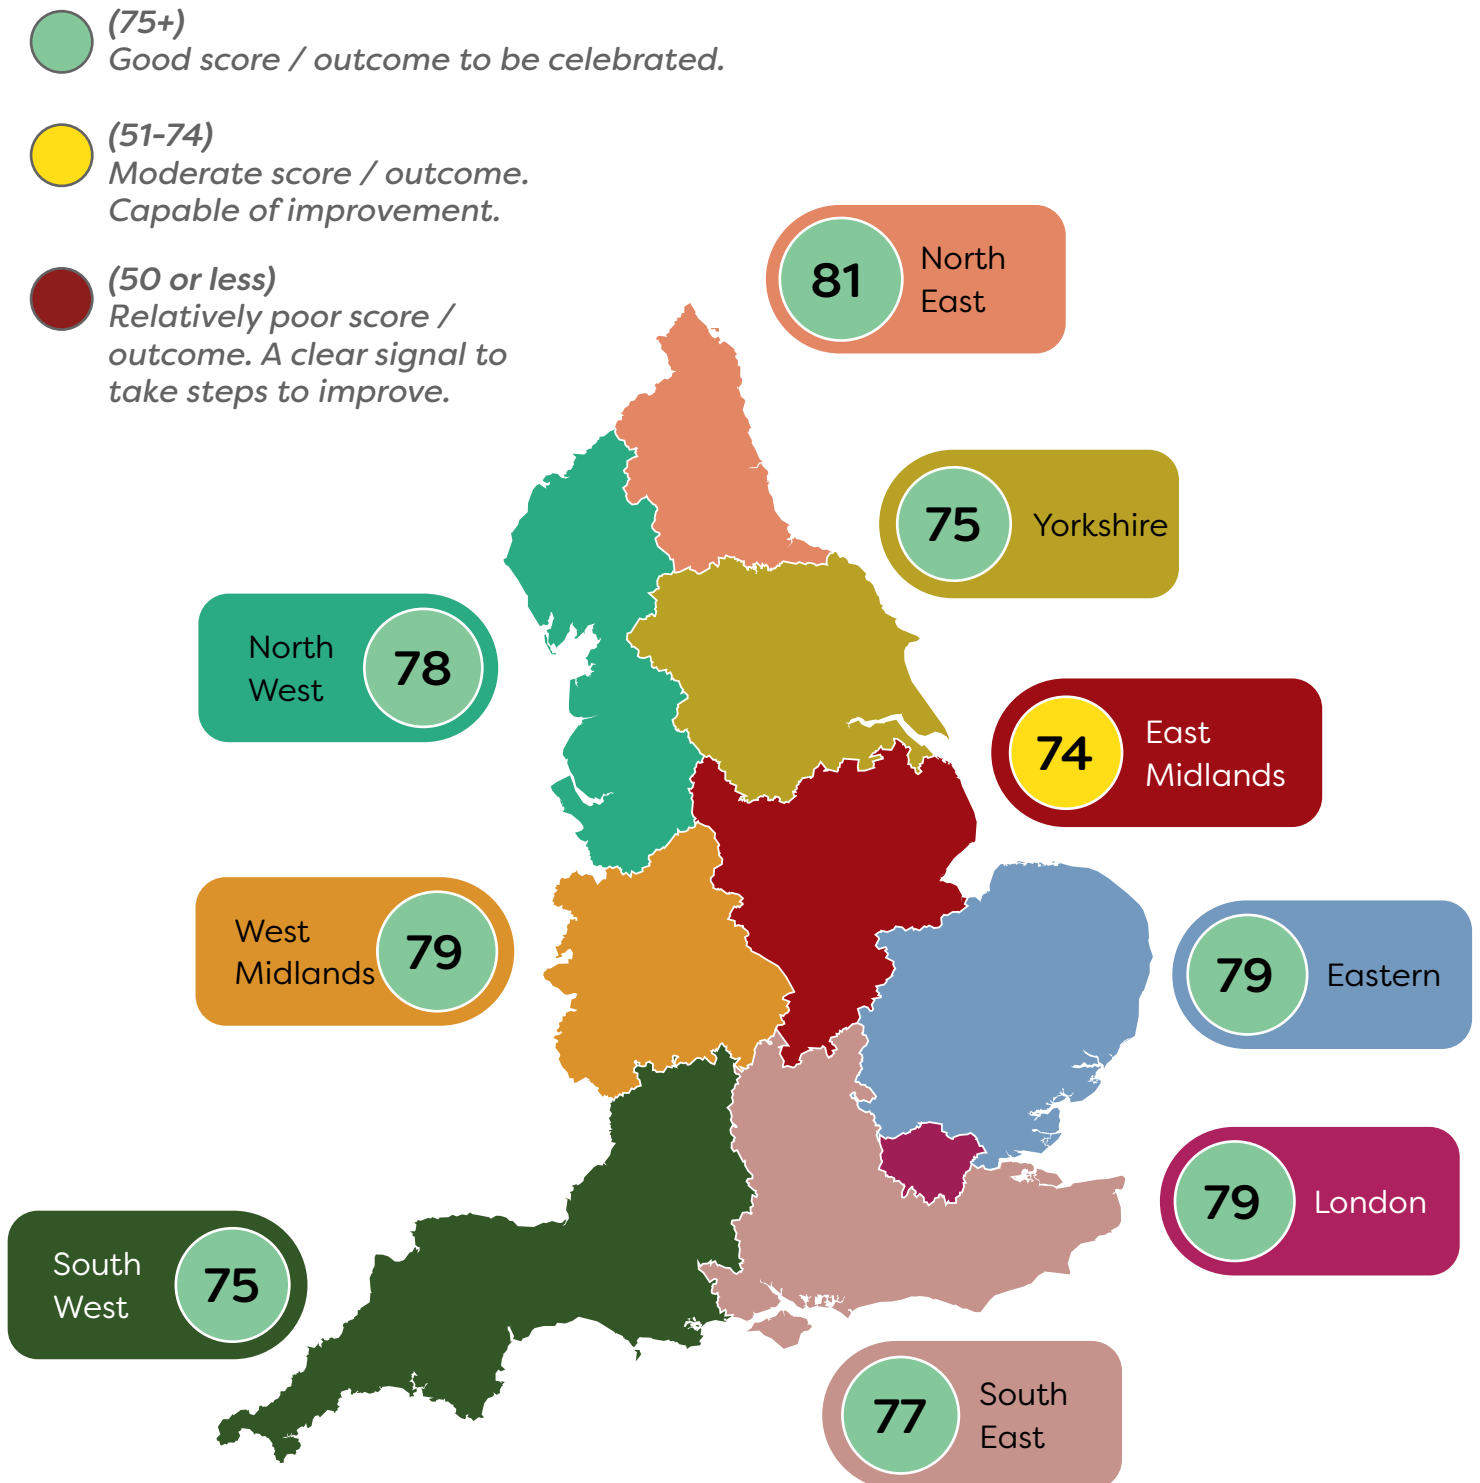 (75+)
Good score / outcome to be celebrated.
(51-74)
Moderate score / outcome.
Capable of improvement.
(50 or less)
Relatively poor score /
outcome. A clear signal to
take steps to improve.
81
North
East
75
Yorkshire
North
West
78
74
East
Midlands
West
Midlands
79
79
Eastern
79
London
South
West
75
77
South
East